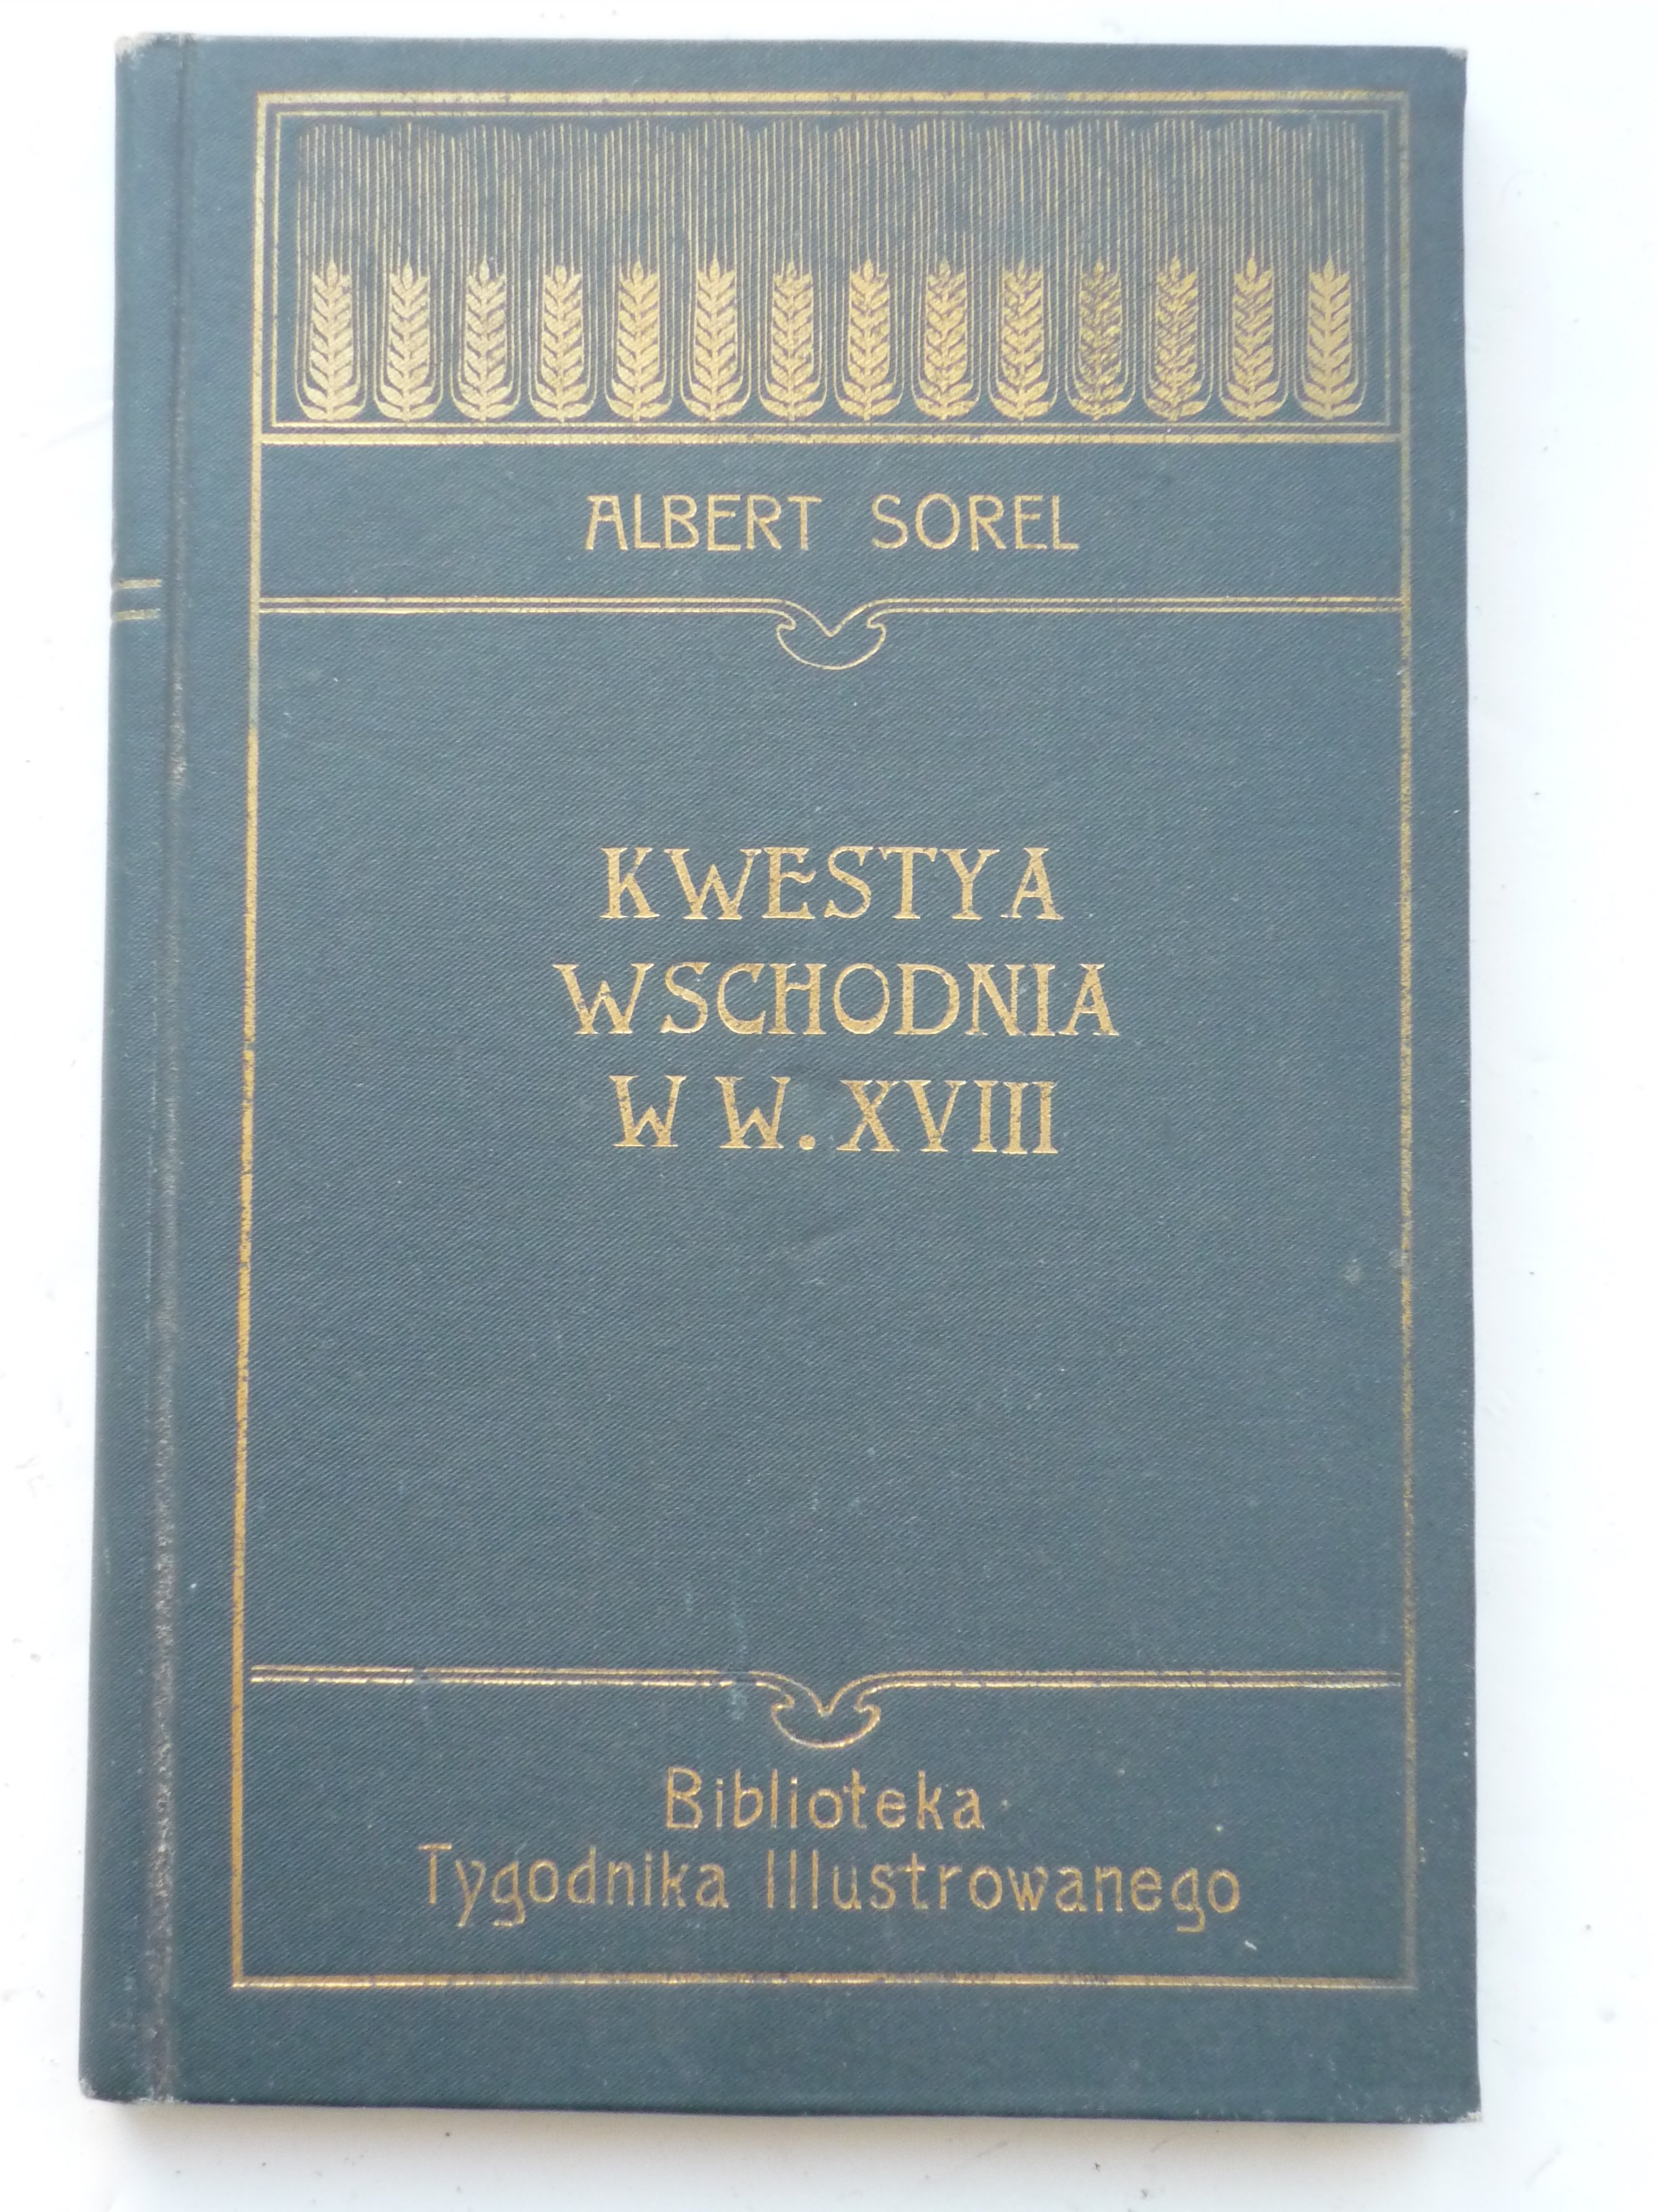 ALBERT SOREL
KWESTYA
WSCHODNIA
W W. XVIII
Biblioteka
Tygodnika Illustrowanego